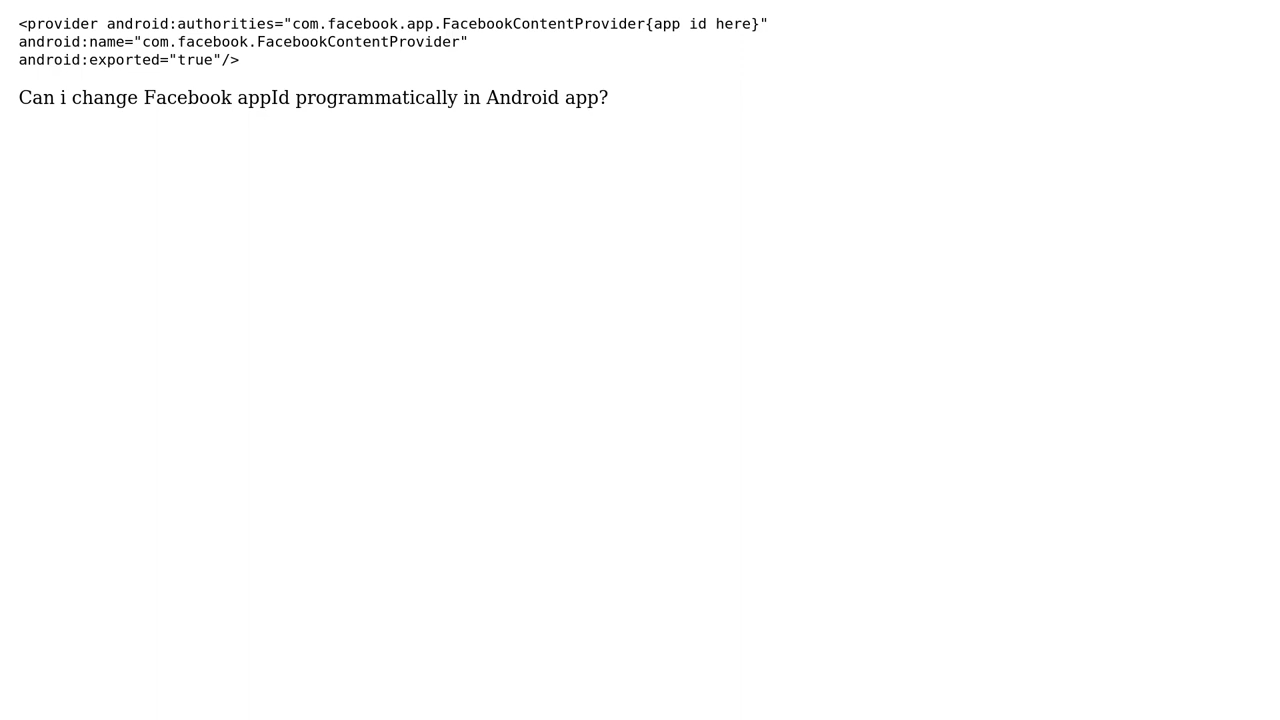 <provider android:authorities="com.facebook.app.FacebookContentProvider{app id here}"
android:name="com.facebook.FacebookContentProvider"
android:exported="true"/>
Can i change Facebook appId programmatically in Android app?